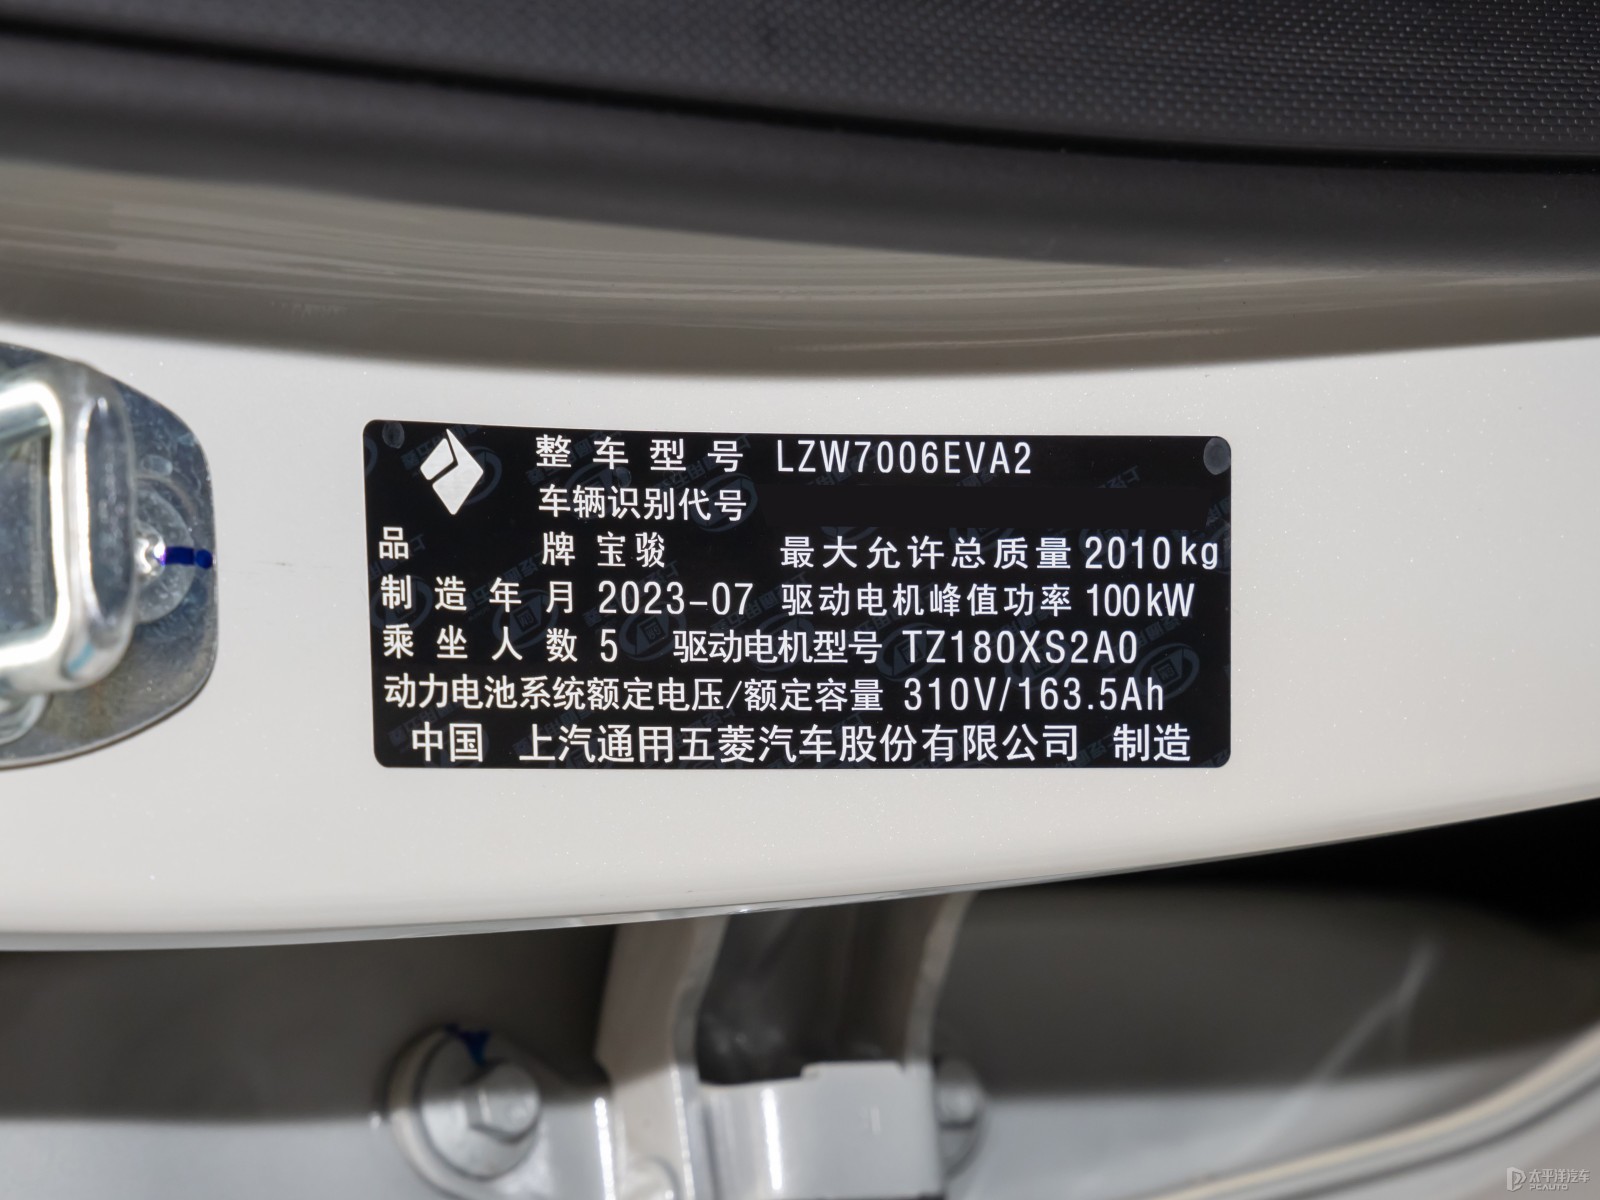 整车型号 LZW7006EVA2
车辆识别代号
品牌 宝骏 最大允许总质量 2010kg
制造年月 2023-07 驱动电机峰值功率 100kW
乘坐人数 5 驱动电机型号 TZ180XS2A0
动力电池系统额定电压/额定容量 310V/163.5Ah
中国 上汽通用五菱汽车股份有限公司 制造
太平洋汽车
PCAUTO